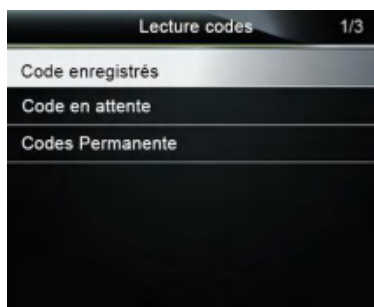 Lecture codes 1/3
Code enregistrés
Code en attente
Codes Permanente